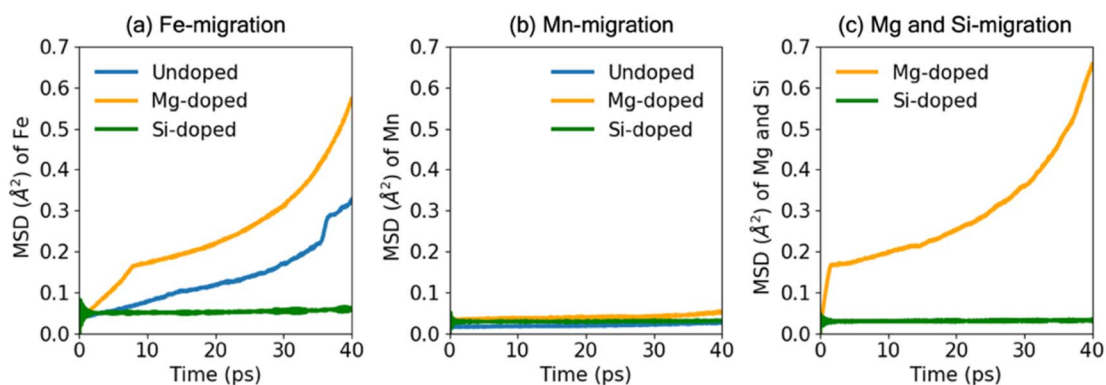 (a) Fe-migration
MSD (Å²) of Fe
0.7
0.6
0.5
0.4
0.3
0.2
0.1
0.0
Undoped
Mg-doped
Si-doped
0
10
20
30
40
Time (ps)
(b) Mn-migration
MSD (Å²) of Mn
0.7
0.6
0.5
0.4
0.3
0.2
0.1
0.0
Undoped
Mg-doped
Si-doped
0
10
20
30
40
Time (ps)
(c) Mg and Si-migration
MSD (Å²) of Mg and Si
0.7
0.6
0.5
0.4
0.3
0.2
0.1
0.0
Mg-doped
Si-doped
0
10
20
30
40
Time (ps)